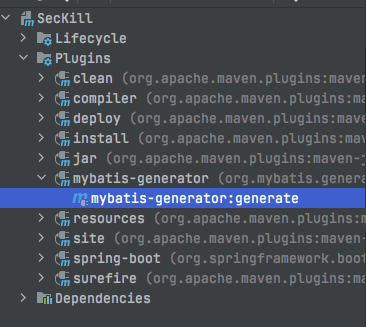 SecKill
Lifecycle
Plugins
clean (org.apache.maven.plugins:maven
compiler (org.apache.maven.plugins:ma
deploy (org.apache.maven.plugins:mave
install (org.apache.maven.plugins:mav
jar (org.apache.maven.plugins:maven-j
mybatis-generator (org.mybatis.genera
mybatis-generator:generate
resources (org.apache.maven.plugins:m
site (org.apache.maven.plugins:maven-
spring-boot (org.springframework.boot
surefire (org.apache.maven.plugins:ma
Dependencies